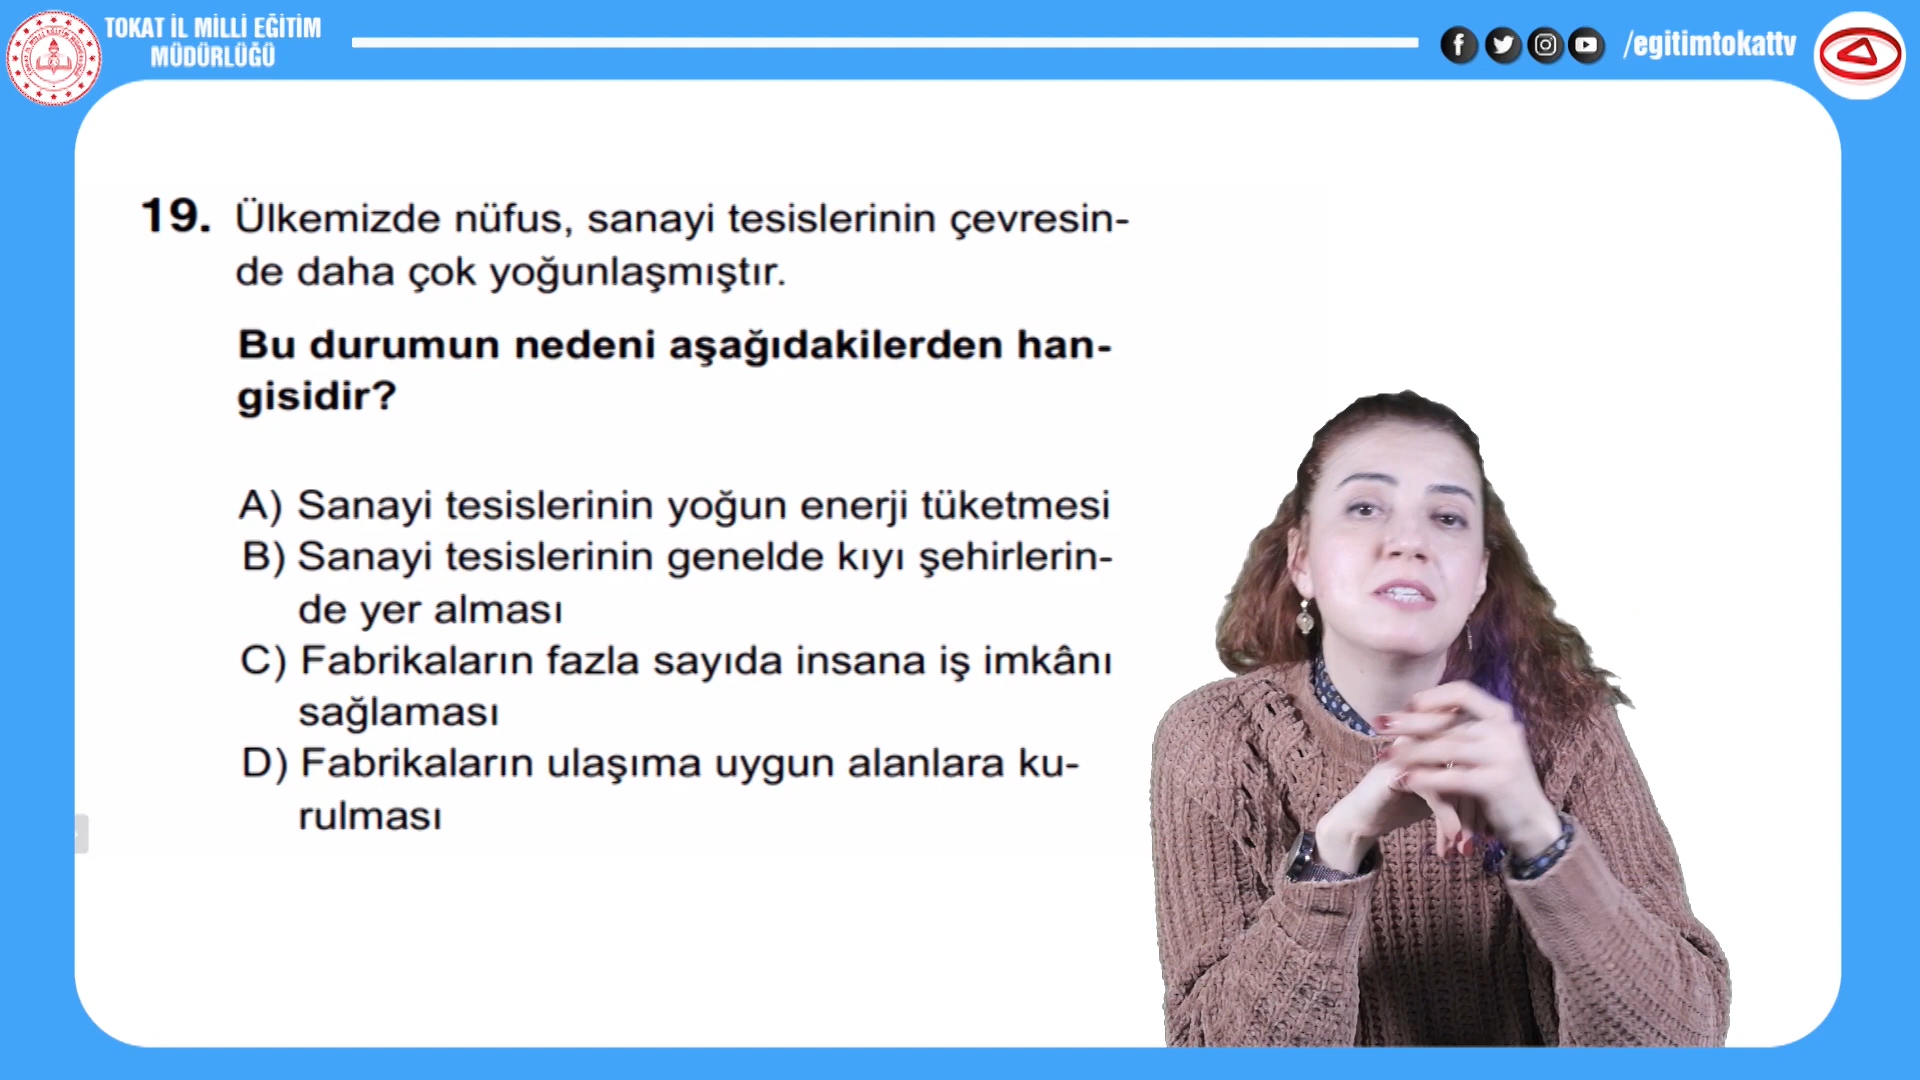 TOKAT İL MİLLİ EĞİTİM
MÜDÜRLÜĞÜ
/egitimtokattv
19. Ülkemizde nüfus, sanayi tesislerinin çevresin-
de daha çok yoğunlaşmıştır.
Bu durumun nedeni aşağıdakilerden han-
gisidir?
A) Sanayi tesislerinin yoğun enerji tüketmesi
B) Sanayi tesislerinin genelde kıyı şehirlerin-
de yer alması
C) Fabrikaların fazla sayıda insana iş imkânı
sağlaması
D) Fabrikaların ulaşıma uygun alanlara ku-
rulması